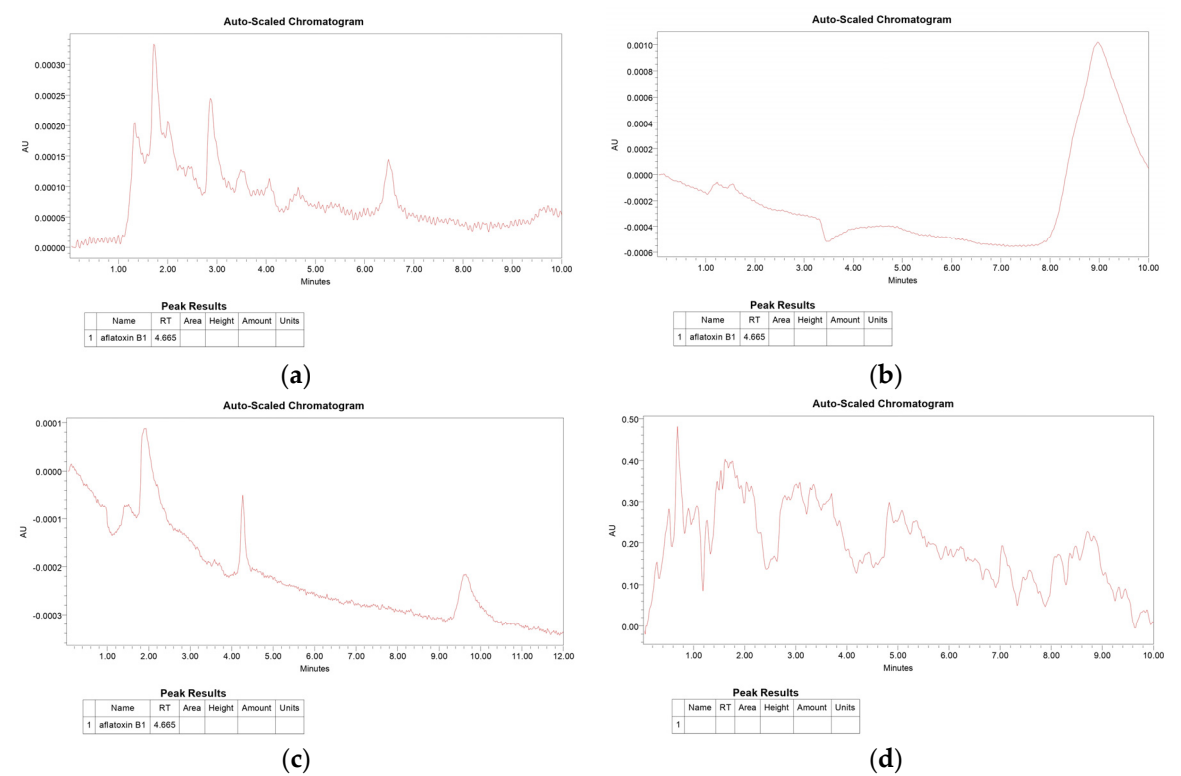 Auto-Scaled Chromatogram
AU
0.00030
0.00025
0.00020
0.00015
0.00010
0.00005
0.00000
1.00 2.00 3.00 4.00 5.00 6.00 7.00 8.00 9.00 10.00
Minutes
Peak Results
Name RT Area Height Amount Units
1 aflatoxin B1 4.665
(a)
Auto-Scaled Chromatogram
AU
0.0010
0.0008
0.0006
0.0004
0.0002
0.0000
-0.0002
-0.0004
-0.0006
1.00 2.00 3.00 4.00 5.00 6.00 7.00 8.00 9.00 10.00
Minutes
Peak Results
Name RT Area Height Amount Units
1 aflatoxin B1 4.665
(b)
Auto-Scaled Chromatogram
AU
0.0001
0.0000
-0.0001
-0.0002
-0.0003
1.00 2.00 3.00 4.00 5.00 6.00 7.00 8.00 9.00 10.00 11.00 12.00
Minutes
Peak Results
Name RT Area Height Amount Units
1 aflatoxin B1 4.665
(c)
Auto-Scaled Chromatogram
AU
0.50
0.40
0.30
0.20
0.10
0.00
1.00 2.00 3.00 4.00 5.00 6.00 7.00 8.00 9.00 10.00
Minutes
Peak Results
Name RT Area Height Amount Units
1
(d)